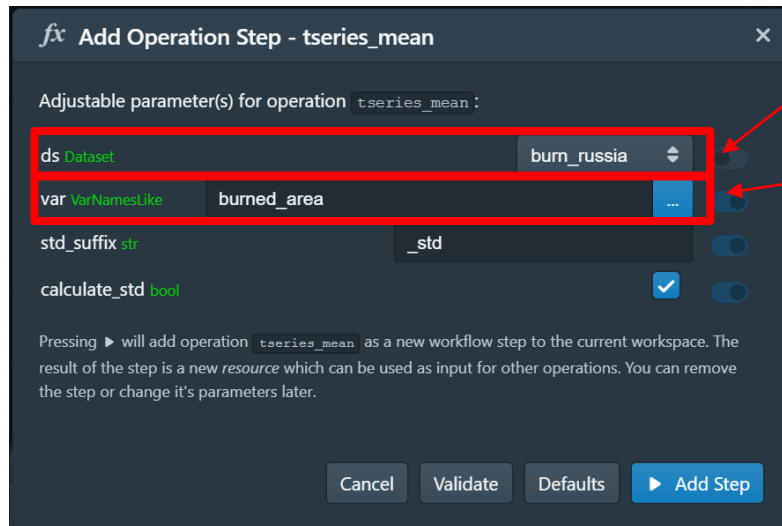 fx Add Operation Step - tseries_mean ×
Adjustable parameter(s) for operation tseries_mean :
ds Dataset burn_russia
var VarNamesLike burned_area ...
std_suffix str _std
calculate_std bool
Pressing ▶ will add operation tseries_mean as a new workflow step to the current workspace. The
result of the step is a new resource which can be used as input for other operations. You can remove
the step or change it's parameters later.
Cancel Validate Defaults ▶ Add Step